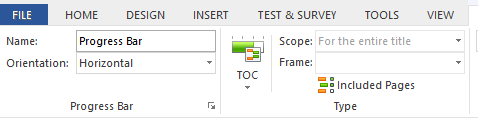 FILE HOME DESIGN INSERT TEST & SURVEY TOOLS VIEW
Name: Progress Bar
Orientation: Horizontal
Progress Bar
TOC
Scope: For the entire title
Frame:
Included Pages
Type